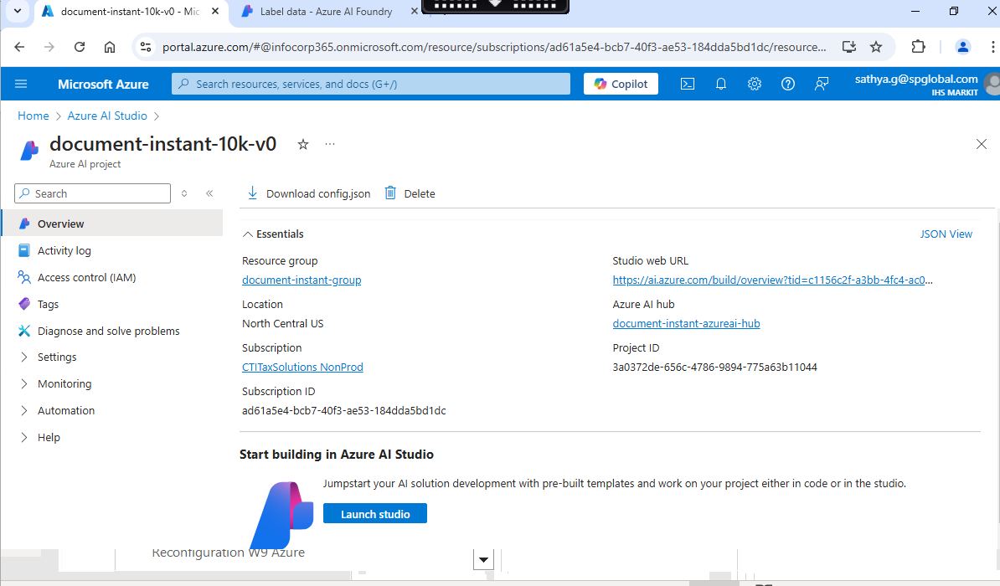 document-instant-10k-v0 - Mic
Label data - Azure AI Foundry
portal.azure.com/#@infocorp365.onmicrosoft.com/resource/subscriptions/ad61a5e4-bcb7-40f3-ae53-184dda5bd1dc/resource...
Microsoft Azure
Search resources, services, and docs (G+/)
Copilot
sathya.g@spglobal.com
IHS MARKIT
Home > Azure AI Studio >
document-instant-10k-v0
Azure AI project
Search
Download config.json
Delete
Overview
Activity log
Access control (IAM)
Tags
Diagnose and solve problems
Settings
Monitoring
Automation
Help
Essentials
JSON View
Resource group
document-instant-group
Location
North Central US
Subscription
CTITaxSolutions NonProd
Subscription ID
ad61a5e4-bcb7-40f3-ae53-184dda5bd1dc
Studio web URL
https://ai.azure.com/build/overview?tid=c1156c2f-a3bb-4fc4-ac0...
Azure AI hub
document-instant-azureai-hub
Project ID
3a0372de-656c-4786-9894-775a63b11044
Start building in Azure AI Studio
Jumpstart your AI solution development with pre-built templates and work on your project either in code or in the studio.
Launch studio
Reconfiguration W9 Azure